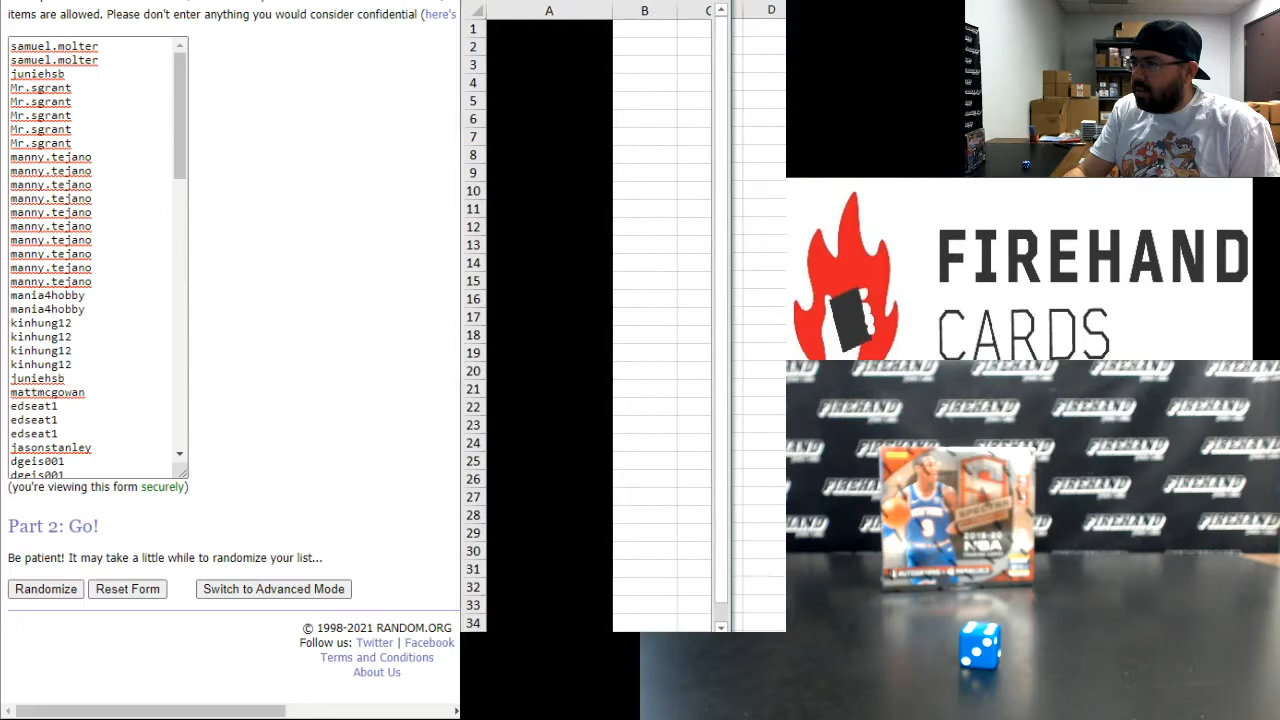 items are allowed. Please don't enter anything you would consider confidential (here's
samuel.molter
samuel.molter
juniehsb
Mr.sgrant
Mr.sgrant
Mr.sgrant
Mr.sgrant
Mr.sgrant
manny.tejano
manny.tejano
manny.tejano
manny.tejano
manny.tejano
manny.tejano
manny.tejano
manny.tejano
manny.tejano
manny.tejano
mania4hobby
mania4hobby
kinhung12
kinhung12
kinhung12
kinhung12
juniehsb
mattmcgowan
edseat1
edseat1
edseat1
jasonstanley
dgeis001
dgeis001
(you're viewing this form securely)
Part 2: Go!
Be patient! It may take a little while to randomize your list...
Randomize Reset Form Switch to Advanced Mode
© 1998-2021 RANDOM.ORG
Follow us: Twitter | Facebook
Terms and Conditions
About Us
A B C D
1
2
3
4
5
6
7
8
9
10
11
12
13
14
15
16
17
18
19
20
21
22
23
24
25
26
27
28
29
30
31
32
33
34
FIREHAND
CARDS
FIREHAND
SPECTRA
2019-20
NBA